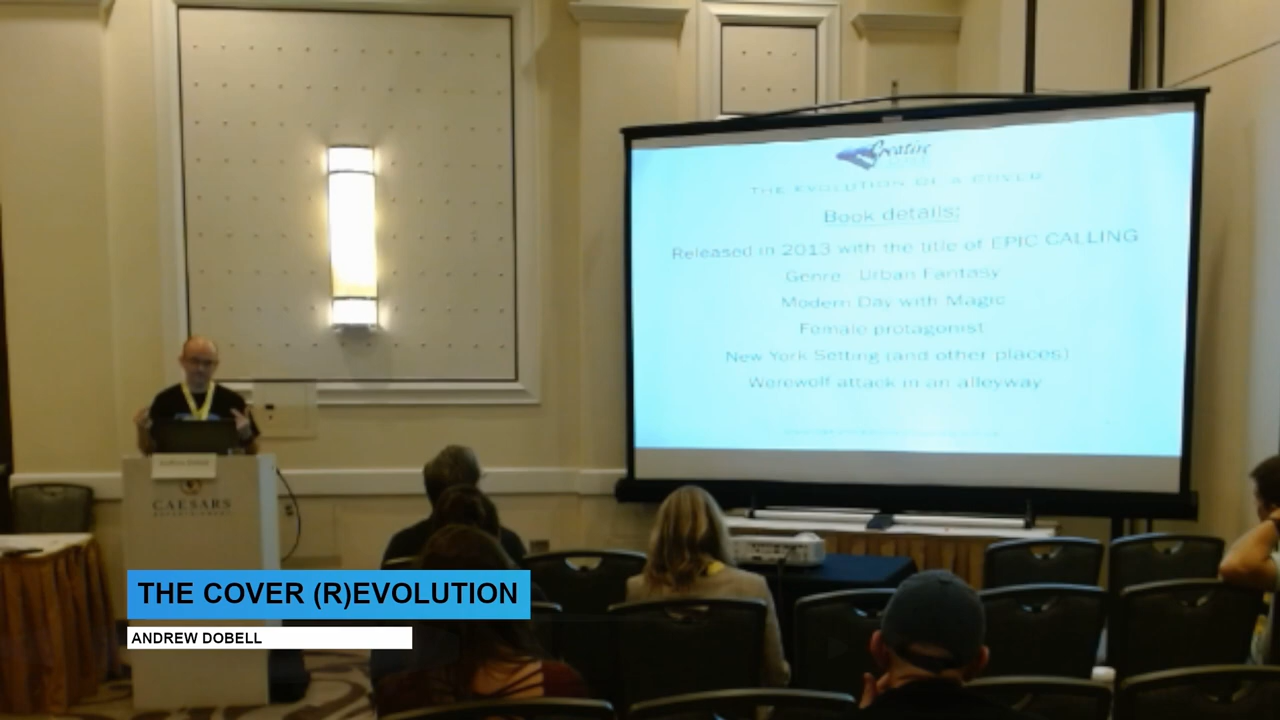 Creative
THE EVOLUTION OF A COVER
Book details:
Released in 2013 with the title of EPIC CALLING
Genre: Urban Fantasy
Modern Day with Magic
Female protagonist
New York Setting (and other places)
Werewolf attack in an alleyway
CAESARS
ENTERTAINMENT
THE COVER (R)EVOLUTION
ANDREW DOBELL